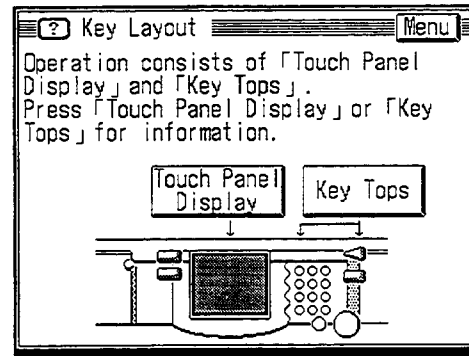 ? Key Layout Menu
Operation consists of ｢Touch Panel
Display｣ and ｢Key Tops｣.
Press ｢Touch Panel Display｣ or ｢Key
Tops｣ for information.
Touch Panel
Display
Key Tops